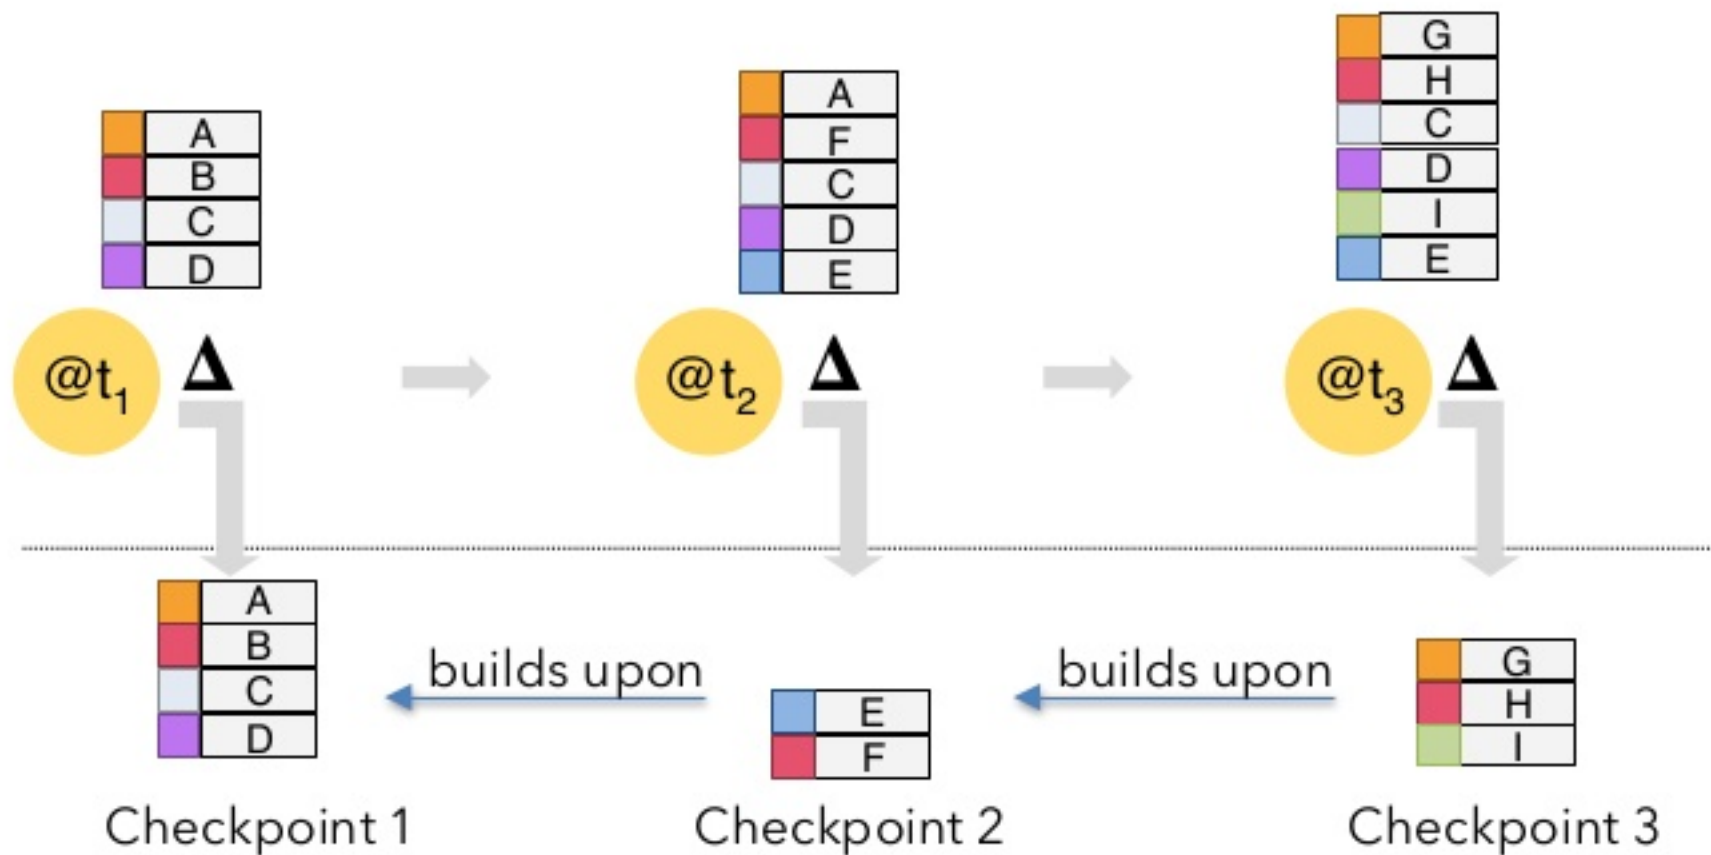 A
B
C
D
@t1
Δ
A
F
C
D
E
@t2
Δ
G
H
C
D
I
E
@t3
Δ
A
B
C
D
Checkpoint 1
builds upon
E
F
Checkpoint 2
builds upon
G
H
I
Checkpoint 3